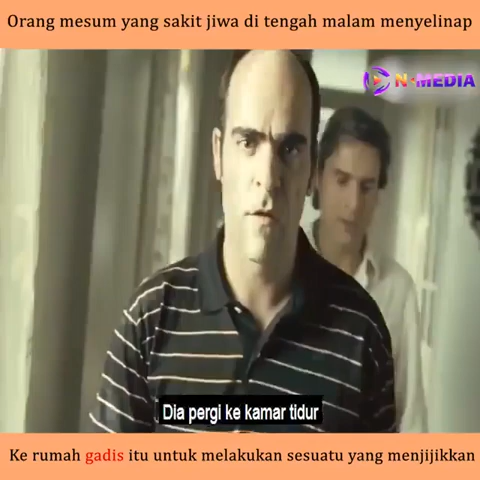 Orang mesum yang sakit jiwa di tengah malam menyelinap
N-MEDIA
Dia pergi ke kamar tidur
Ke rumah gadis itu untuk melakukan sesuatu yang menjijikkan